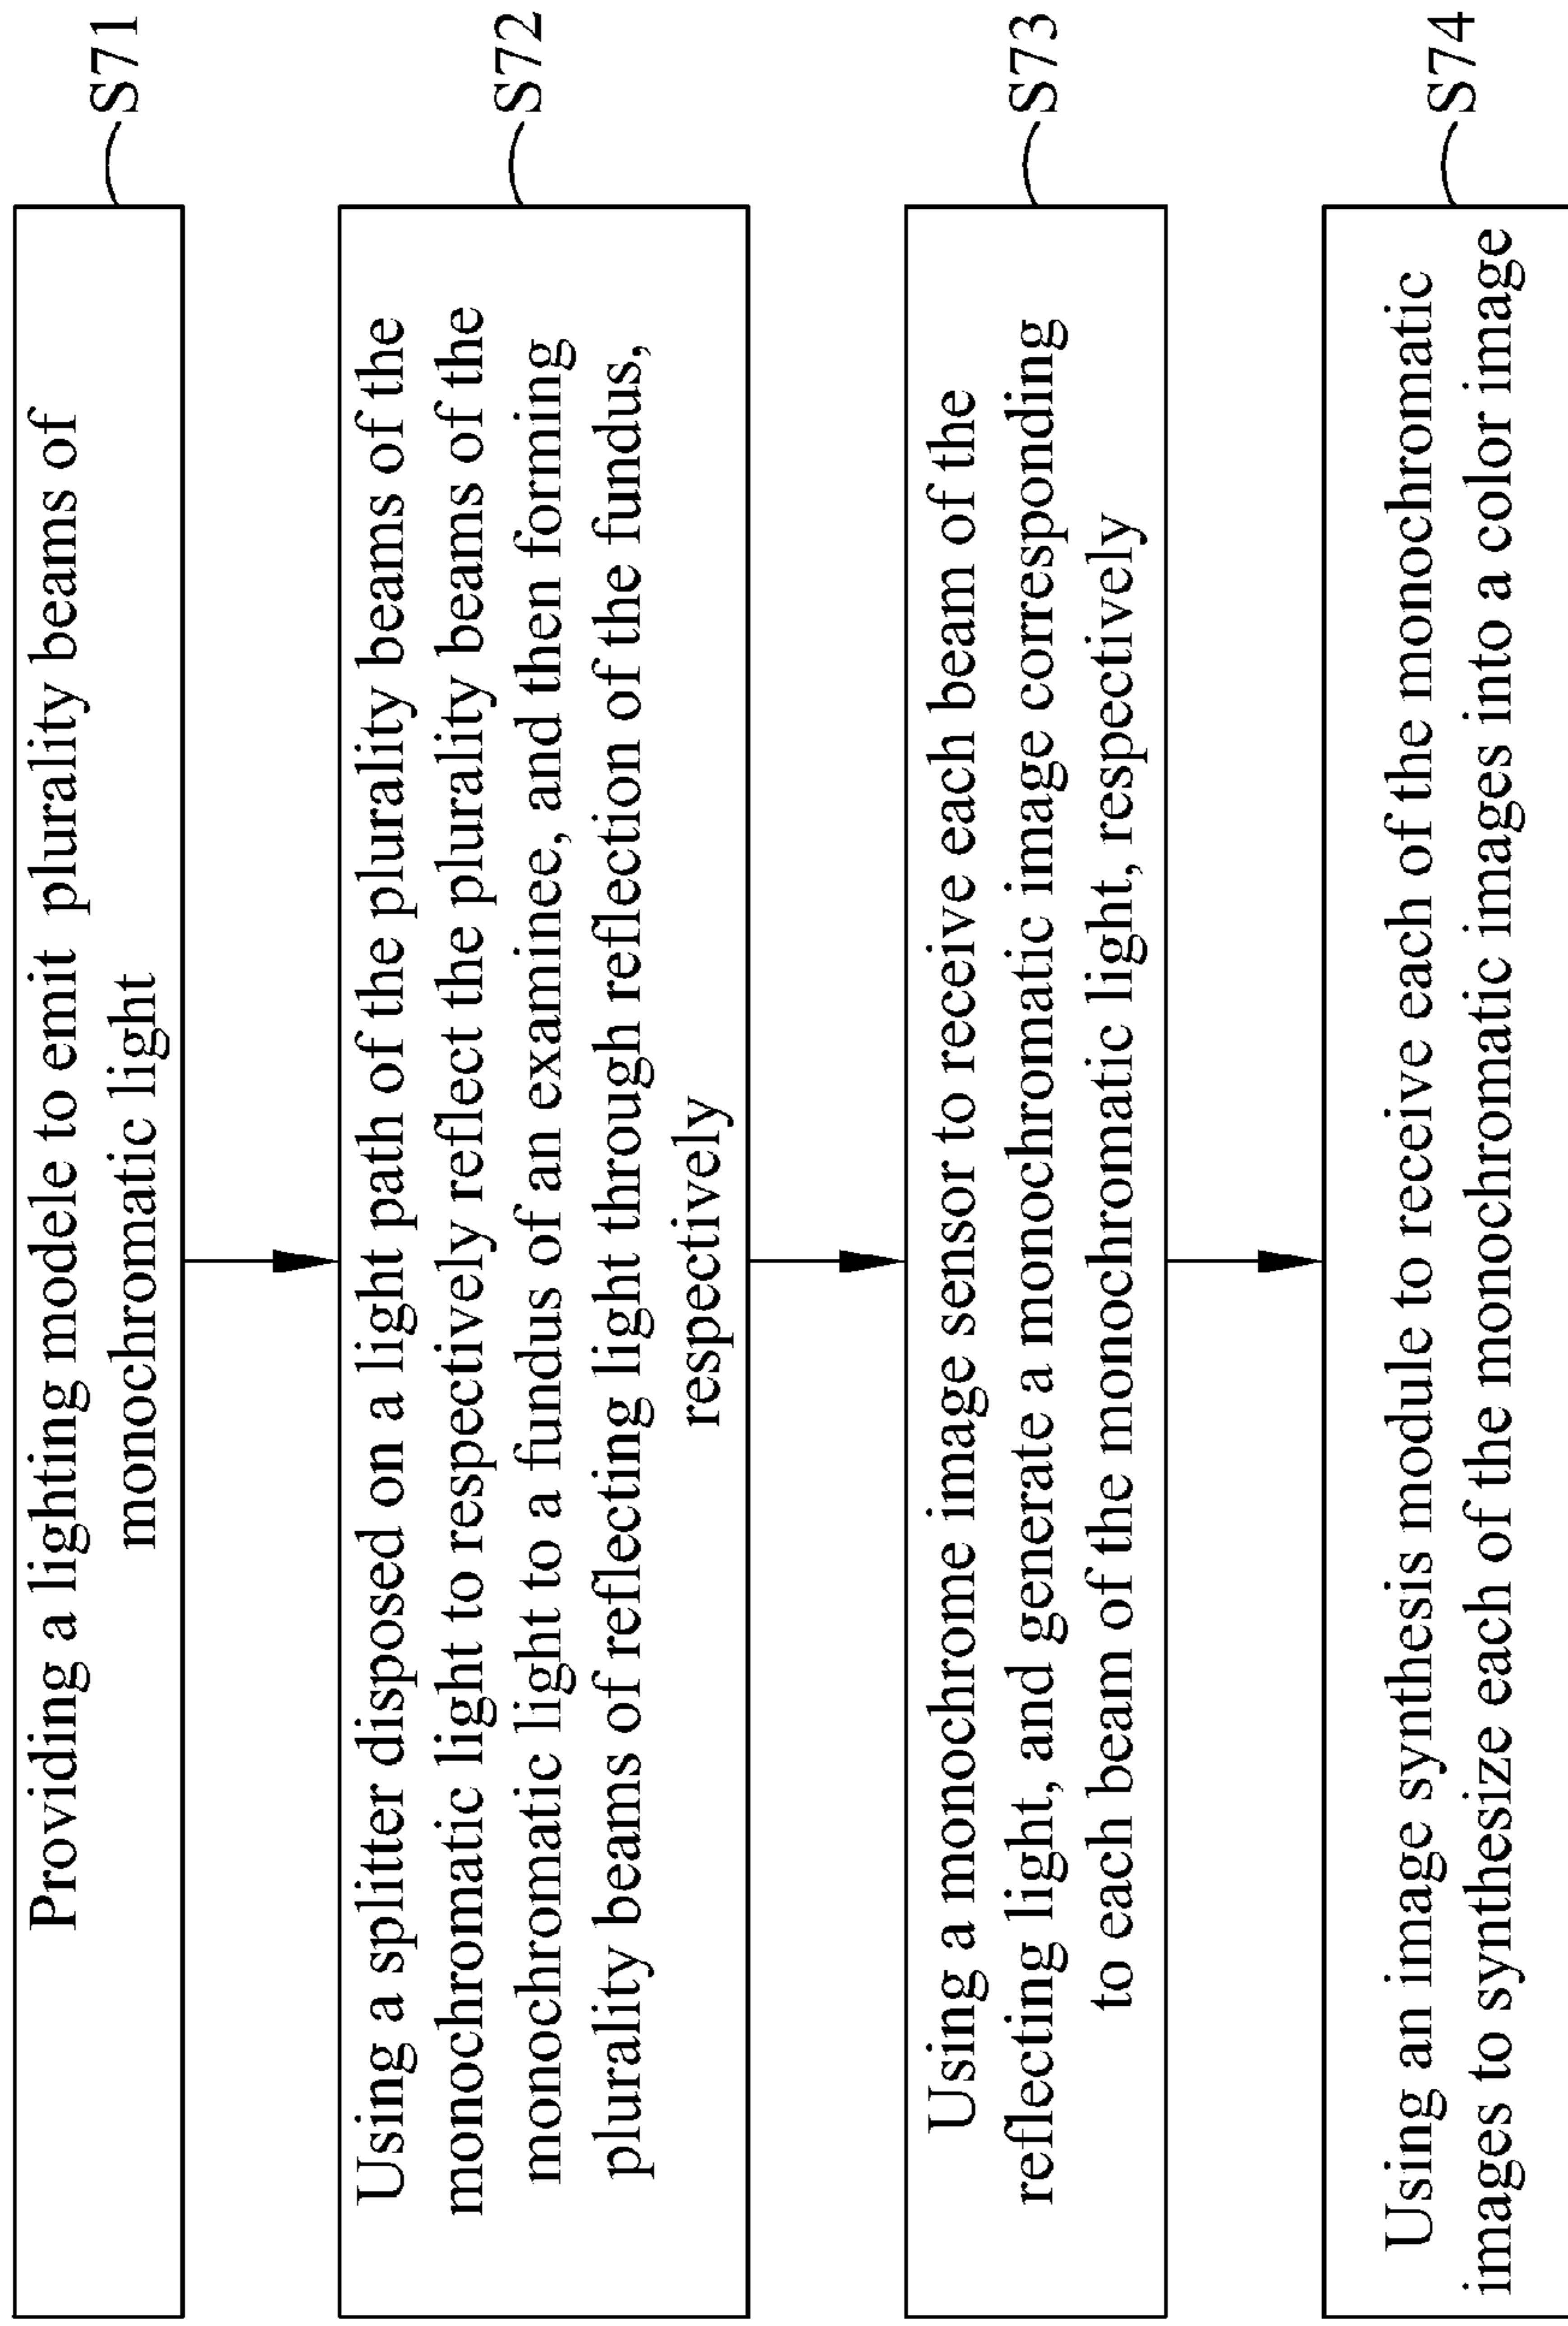 Providing a lighting modele to emit plurality beams of
monochromatic light
S71
Using a splitter disposed on a light path of the plurality beams of the
monochromatic light to respectively reflect the plurality beams of the
monochromatic light to a fundus of an examinee, and then forming
plurality beams of reflecting light through reflection of the fundus,
respectively
S72
Using a monochrome image sensor to receive each beam of the
reflecting light, and generate a monochromatic image corresponding
to each beam of the monochromatic light, respectively
S73
Using an image synthesis module to receive each of the monochromatic
images to synthesize each of the monochromatic images into a color image
S74